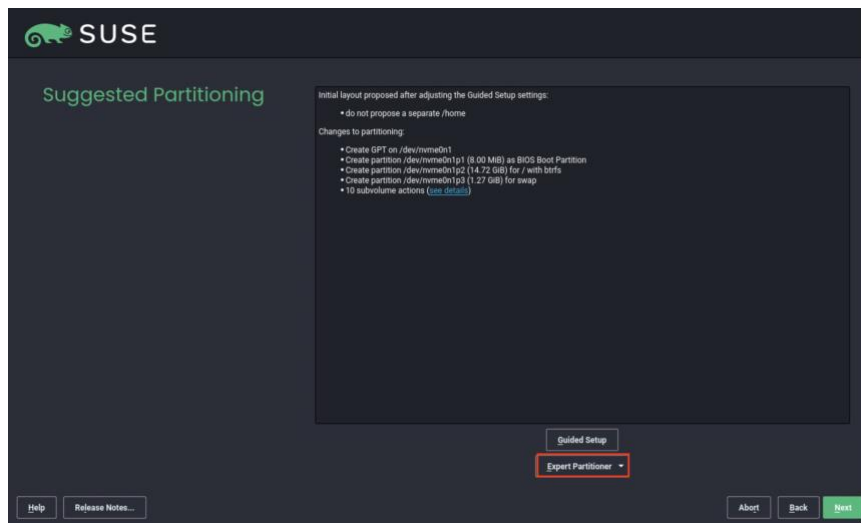 SUSE
Suggested Partitioning
Initial layout proposed after adjusting the Guided Setup settings:
• do not propose a separate /home
Changes to partitioning:
• Create GPT on /dev/nvme0n1
• Create partition /dev/nvme0n1p1 (8.00 MiB) as BIOS Boot Partition
• Create partition /dev/nvme0n1p2 (14.72 GiB) for / with btrfs
• Create partition /dev/nvme0n1p3 (1.27 GiB) for swap
• 10 subvolume actions (see details)
Guided Setup
Expert Partitioner
Help Release Notes... Abort Back Next